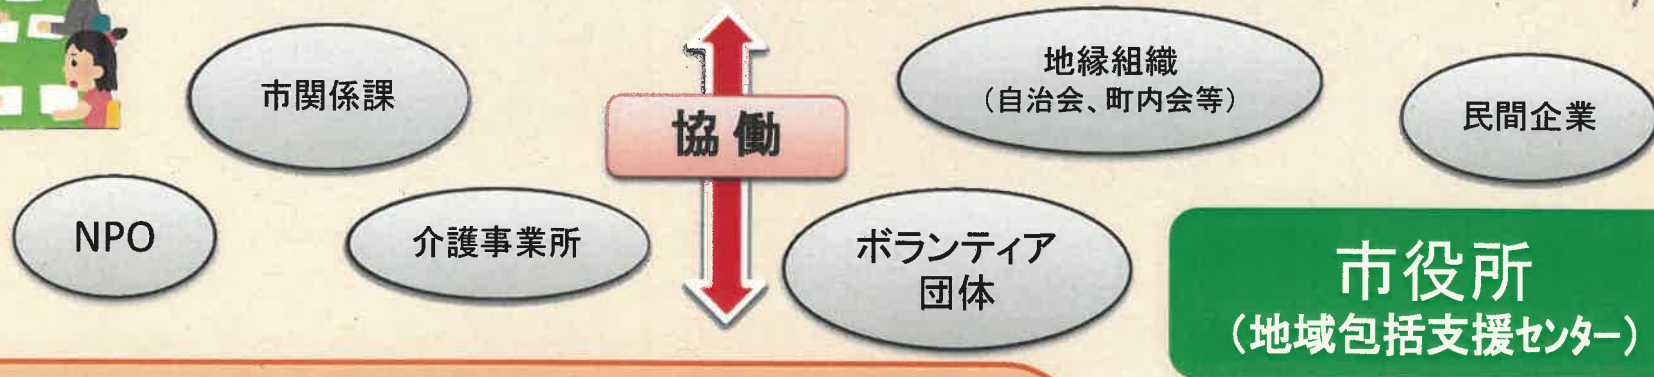 市関係課
協働
地縁組織
（自治会、町内会等）
民間企業
NPO
介護事業所
ボランティア
団体
市役所
（地域包括支援センター）